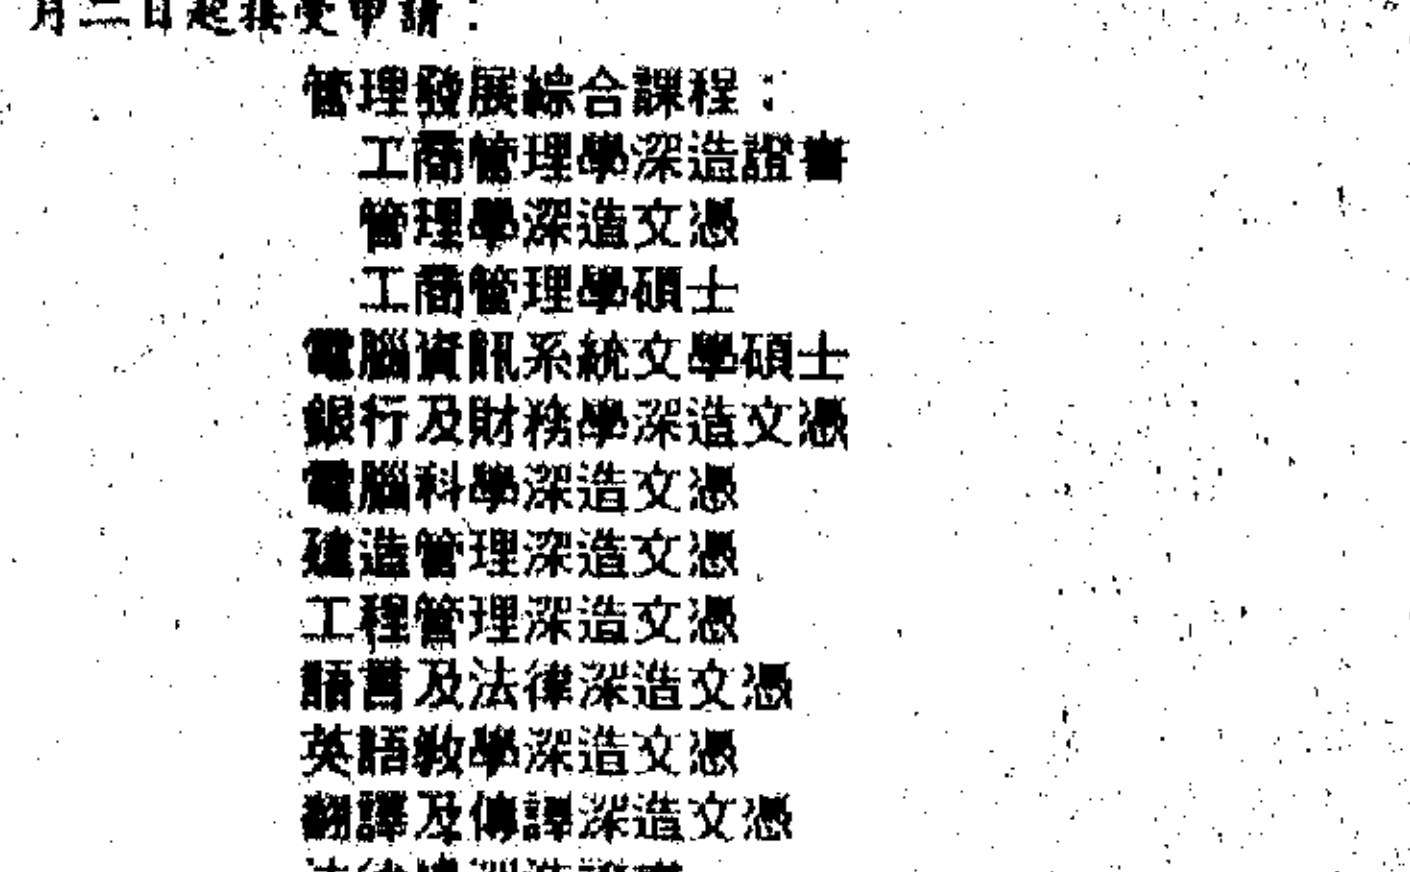 月二日起接受申請：
管理發展綜合課程：
工商管理學深造證書
管理學深造文憑
工商管理學碩士
電腦資訊系統文學碩士
銀行及財務學深造文憑
電腦科學深造文憑
建造管理深造文憑
工程管理深造文憑
語言及法律深造文憑
英語教學深造文憑
翻譯及傳譯深造文憑